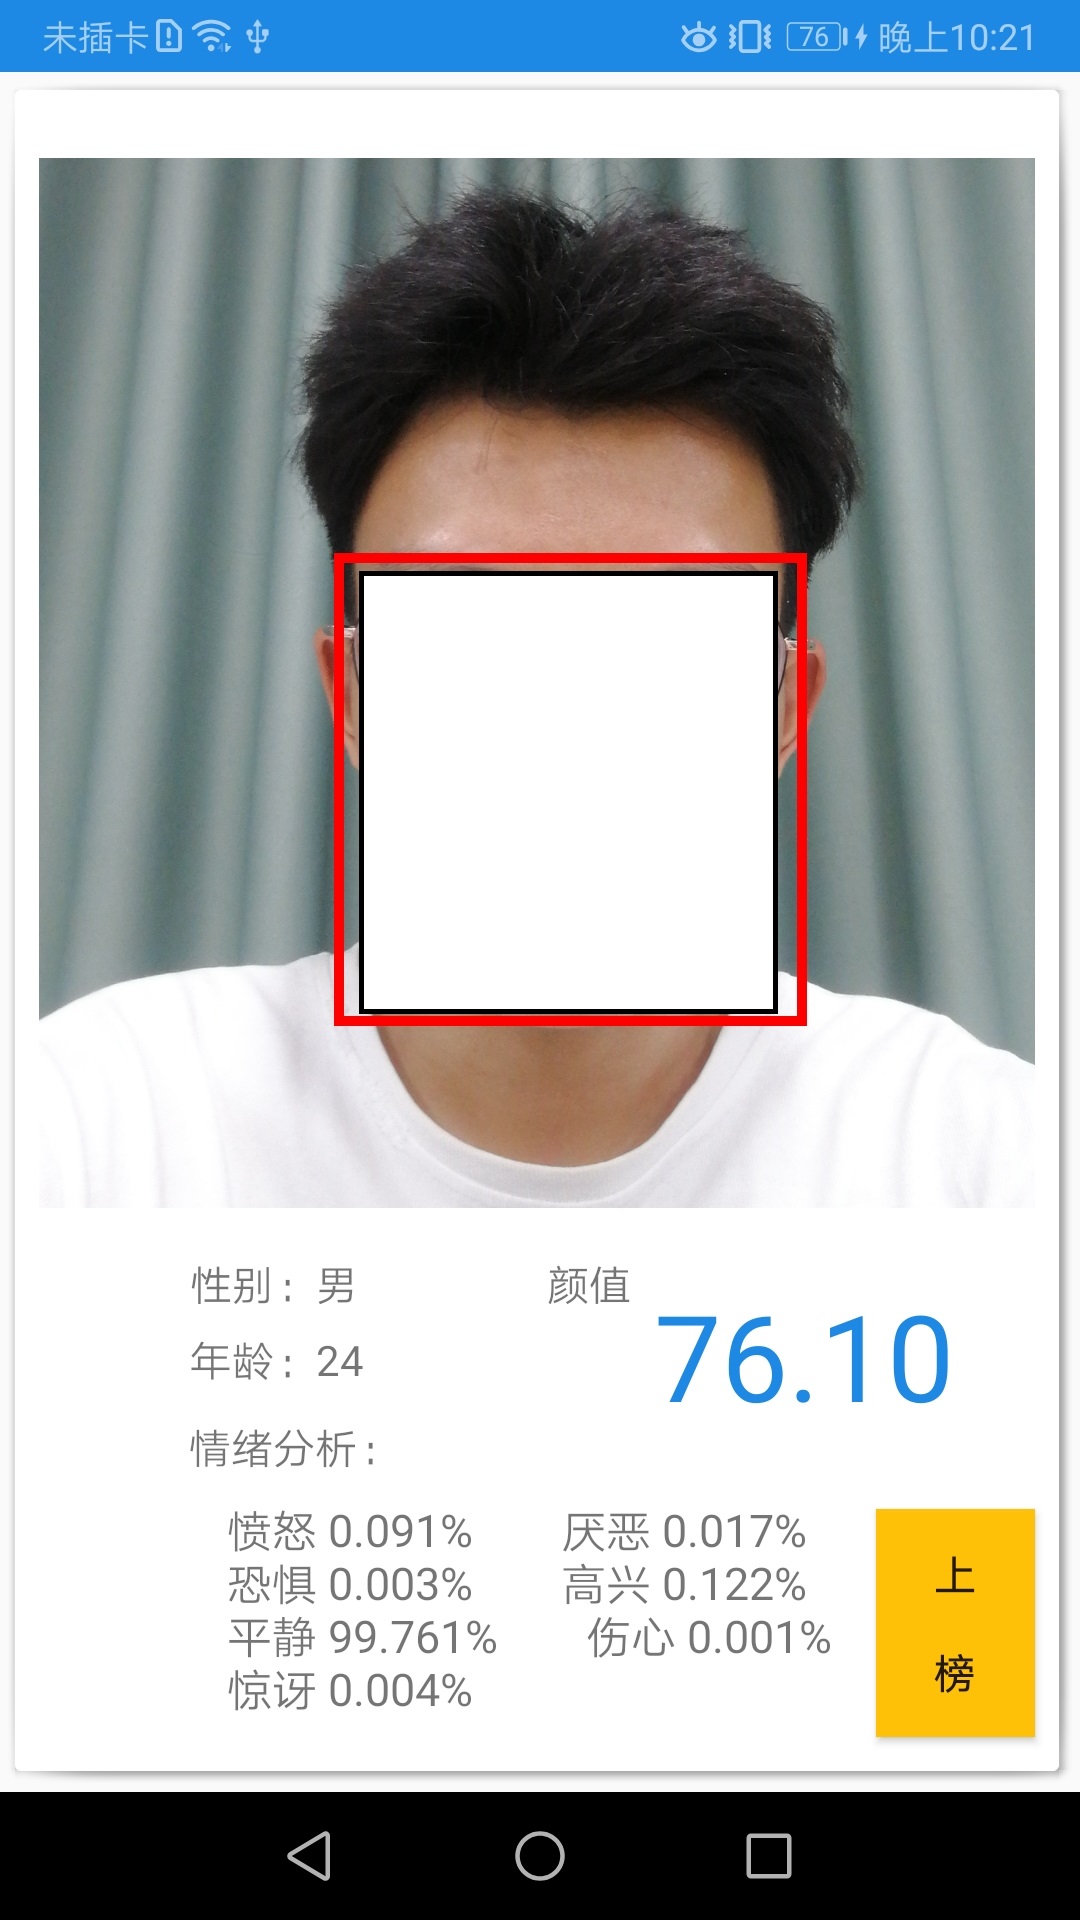 未插卡 76 晚上10:21
性别： 男 颜值
76.10
年龄： 24
情绪分析：
愤怒 0.091% 厌恶 0.017%
恐惧 0.003% 高兴 0.122%
平静 99.761% 伤心 0.001%
惊讶 0.004%
上
榜